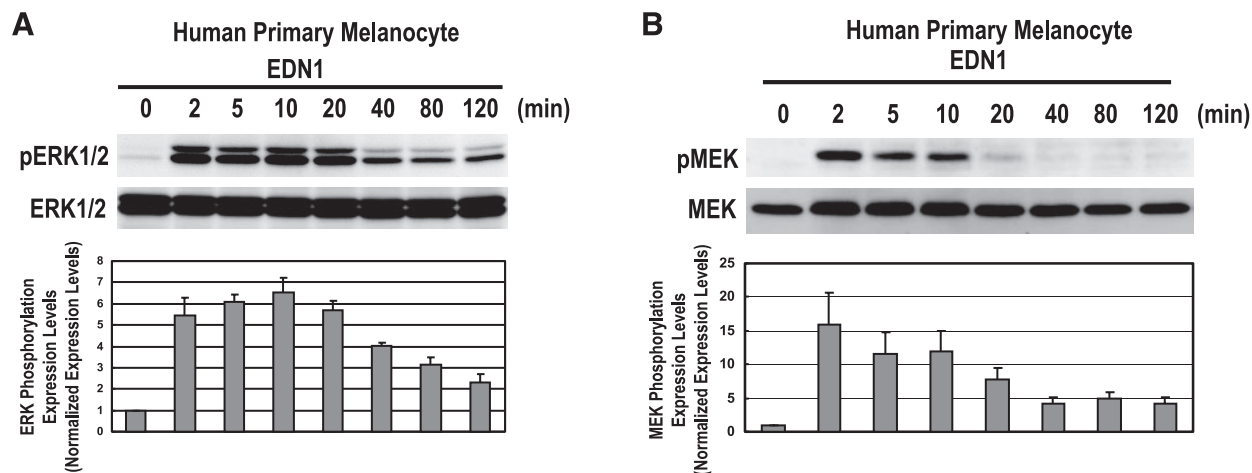 A
Human Primary Melanocyte
EDN1
0 2 5 10 20 40 80 120 (min)
pERK1/2
ERK1/2
ERK Phosphorylation
Expression Levels
(Normalized Expression Levels)
8
7
6
5
4
3
2
1
0
B
Human Primary Melanocyte
EDN1
0 2 5 10 20 40 80 120 (min)
pMEK
MEK
MEK Phosphorylation
Expression Levels
(Normalized Expression Levels)
25
20
15
10
5
0